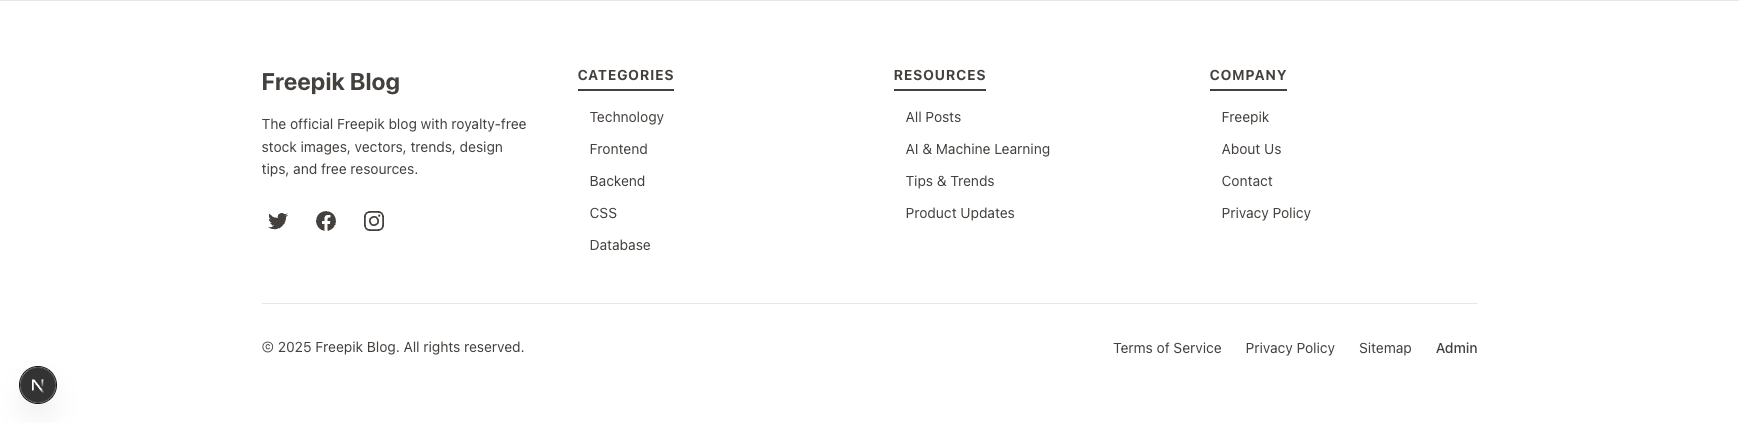 Freepik Blog
The official Freepik blog with royalty-free
stock images, vectors, trends, design
tips, and free resources.
CATEGORIES
Technology
Frontend
Backend
CSS
Database
RESOURCES
All Posts
AI & Machine Learning
Tips & Trends
Product Updates
COMPANY
Freepik
About Us
Contact
Privacy Policy
© 2025 Freepik Blog. All rights reserved.
Terms of Service Privacy Policy Sitemap Admin
N